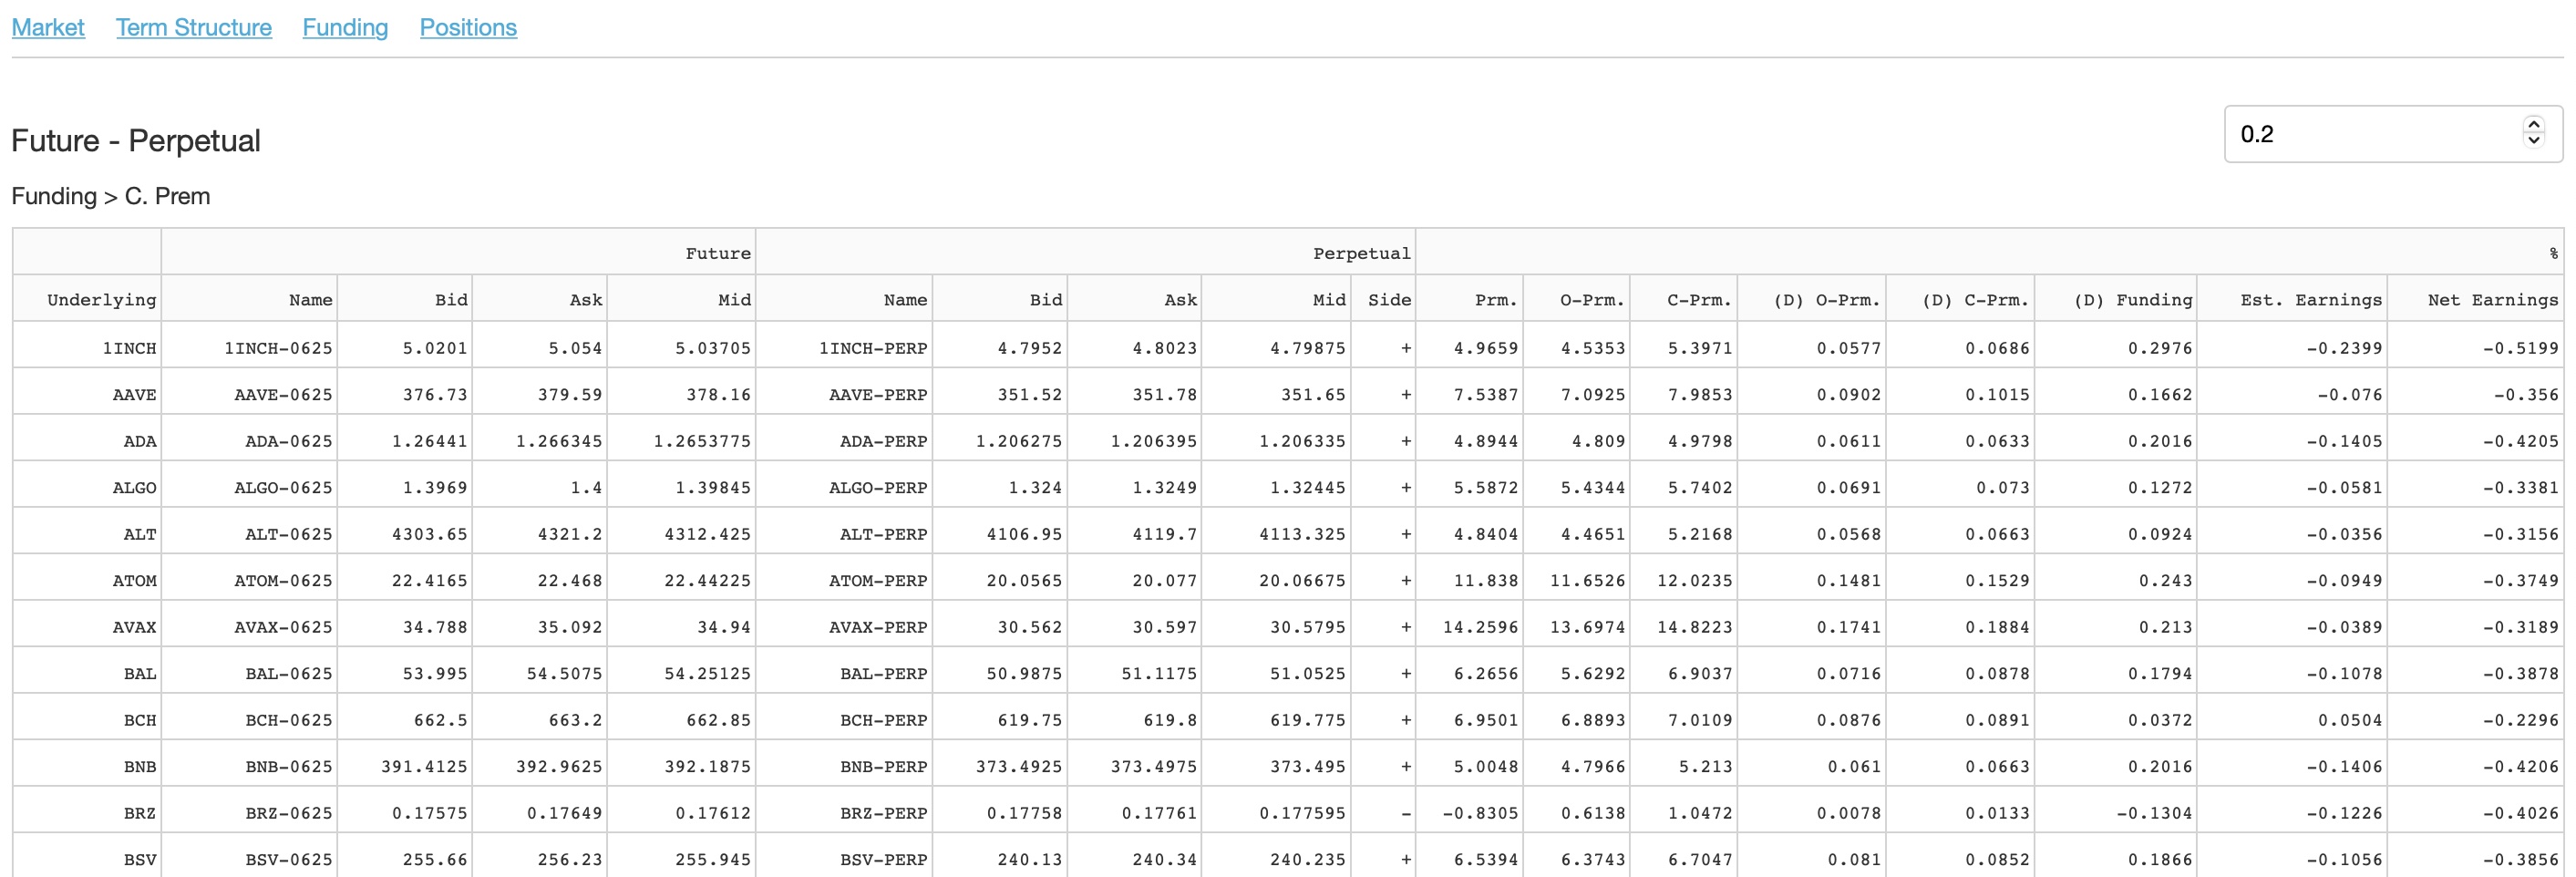 Market Term Structure Funding Positions
Future - Perpetual
0.2
Funding > C. Prem
Future Perpetual %
Underlying Name Bid Ask Mid Name Bid Ask Mid Side Prm. O-Prm. C-Prm. (D) O-Prm. (D) C-Prm. (D) Funding Est. Earnings Net Earnings
1INCH 1INCH-0625 5.0201 5.054 5.03705 1INCH-PERP 4.7952 4.8023 4.79875 + 4.9659 4.5353 5.3971 0.0577 0.0686 0.2976 -0.2399 -0.5199
AAVE AAVE-0625 376.73 379.59 378.16 AAVE-PERP 351.52 351.78 351.65 + 7.5387 7.0925 7.9853 0.0902 0.1015 0.1662 -0.076 -0.356
ADA ADA-0625 1.26441 1.266345 1.2653775 ADA-PERP 1.206275 1.206395 1.206335 + 4.8944 4.809 4.9798 0.0611 0.0633 0.2016 -0.1405 -0.4205
ALGO ALGO-0625 1.3969 1.4 1.39845 ALGO-PERP 1.324 1.3249 1.32445 + 5.5872 5.4344 5.7402 0.0691 0.073 0.1272 -0.0581 -0.3381
ALT ALT-0625 4303.65 4321.2 4312.425 ALT-PERP 4106.95 4119.7 4113.325 + 4.8404 4.4651 5.2168 0.0568 0.0663 0.0924 -0.0356 -0.3156
ATOM ATOM-0625 22.4165 22.468 22.44225 ATOM-PERP 20.0565 20.077 20.06675 + 11.838 11.6526 12.0235 0.1481 0.1529 0.243 -0.0949 -0.3749
AVAX AVAX-0625 34.788 35.092 34.94 AVAX-PERP 30.562 30.597 30.5795 + 14.2596 13.6974 14.8223 0.1741 0.1884 0.213 -0.0389 -0.3189
BAL BAL-0625 53.995 54.5075 54.25125 BAL-PERP 50.9875 51.1175 51.0525 + 6.2656 5.6292 6.9037 0.0716 0.0878 0.1794 -0.1078 -0.3878
BCH BCH-0625 662.5 663.2 662.85 BCH-PERP 619.75 619.8 619.775 + 6.9501 6.8893 7.0109 0.0876 0.0891 0.0372 0.0504 -0.2296
BNB BNB-0625 391.4125 392.9625 392.1875 BNB-PERP 373.4925 373.4975 373.495 + 5.0048 4.7966 5.213 0.061 0.0663 0.2016 -0.1406 -0.4206
BRZ BRZ-0625 0.17575 0.17649 0.17612 BRZ-PERP 0.17758 0.17761 0.177595 - -0.8305 0.6138 1.0472 0.0078 0.0133 -0.1304 -0.1226 -0.4026
BSV BSV-0625 255.66 256.23 255.945 BSV-PERP 240.13 240.34 240.235 + 6.5394 6.3743 6.7047 0.081 0.0852 0.1866 -0.1056 -0.3856